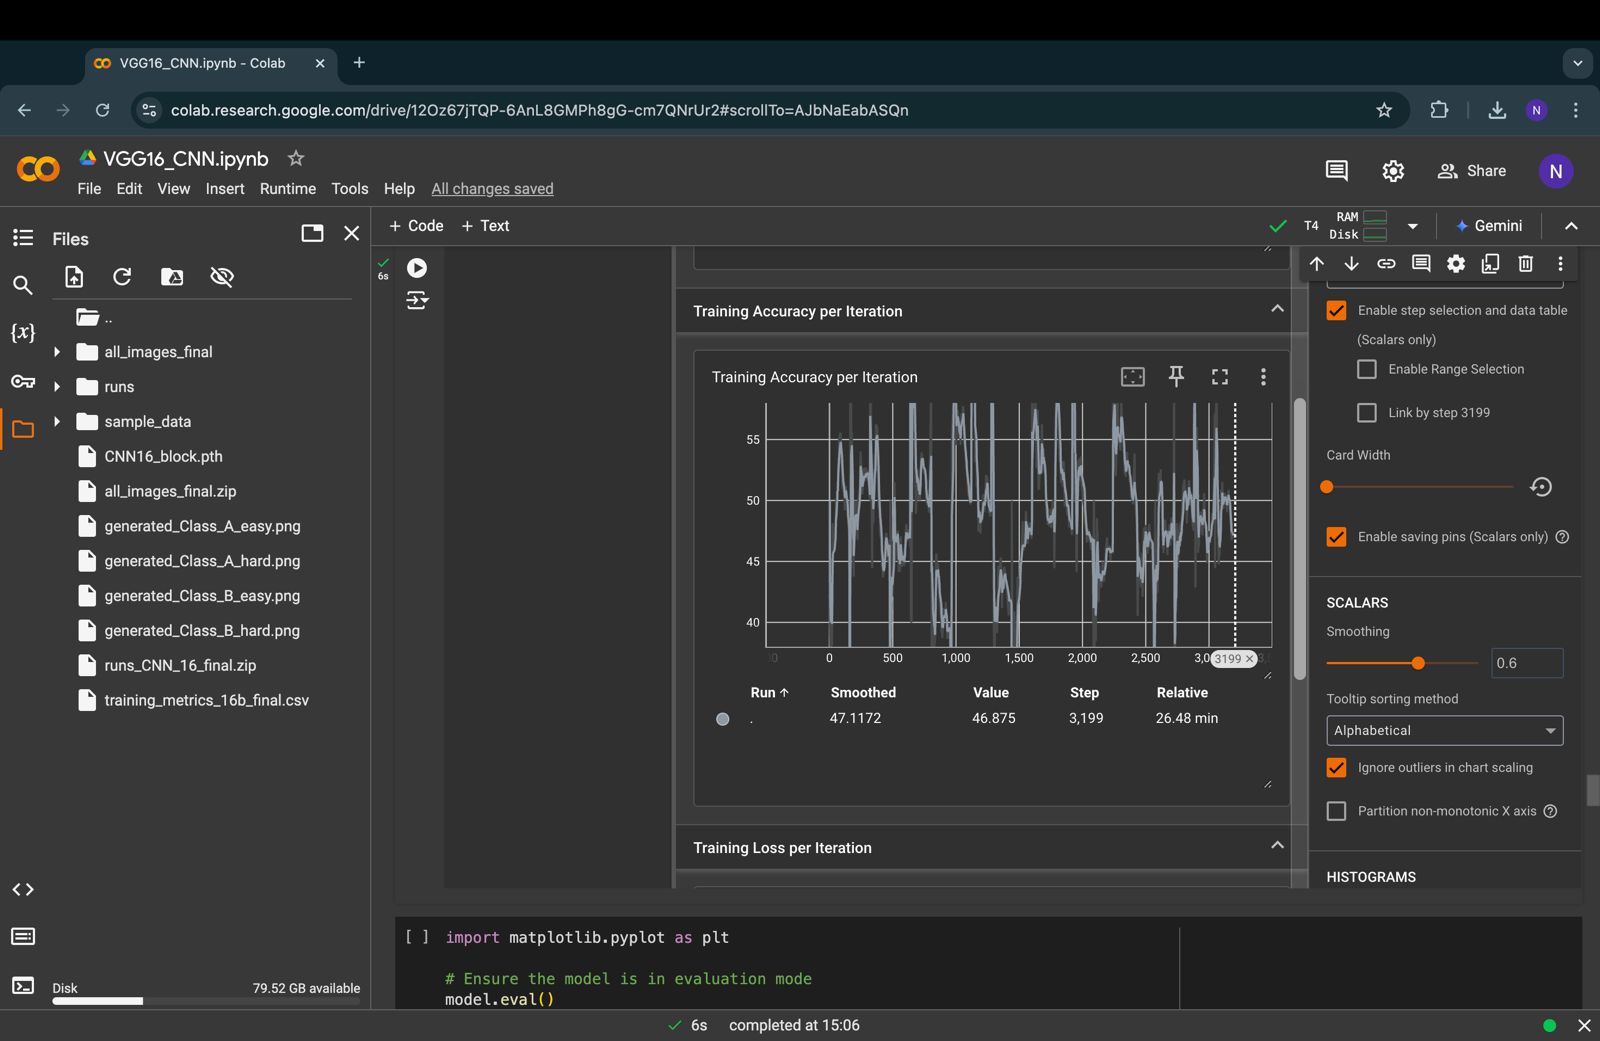 VGG16_CNN.ipynb - Colab
colab.research.google.com/drive/12Oz67jTQP-6AnL8GMPh8gG-cm7QNrUr2#scrollTo=AJbNaEabASQn
N
VGG16_CNN.ipynb
File Edit View Insert Runtime Tools Help All changes saved
Share
N
Files
+ Code + Text
T4
RAM
Disk
Gemini
{x}
..
all_images_final
runs
sample_data
CNN16_block.pth
all_images_final.zip
generated_Class_A_easy.png
generated_Class_A_hard.png
generated_Class_B_easy.png
generated_Class_B_hard.png
runs_CNN_16_final.zip
training_metrics_16b_final.csv
Disk 79.52 GB available
6s
Training Accuracy per Iteration
Training Accuracy per Iteration
55
50
45
40
0 500 1,000 1,500 2,000 2,500 3,0 3199
Run Smoothed Value Step Relative
. 47.1172 46.875 3,199 26.48 min
Training Loss per Iteration
Enable step selection and data table
(Scalars only)
Enable Range Selection
Link by step 3199
Card Width
Enable saving pins (Scalars only)
SCALARS
Smoothing
0.6
Tooltip sorting method
Alphabetical
Ignore outliers in chart scaling
Partition non-monotonic X axis
HISTOGRAMS
[ ] import matplotlib.pyplot as plt
# Ensure the model is in evaluation mode
model.eval()
6s completed at 15:06